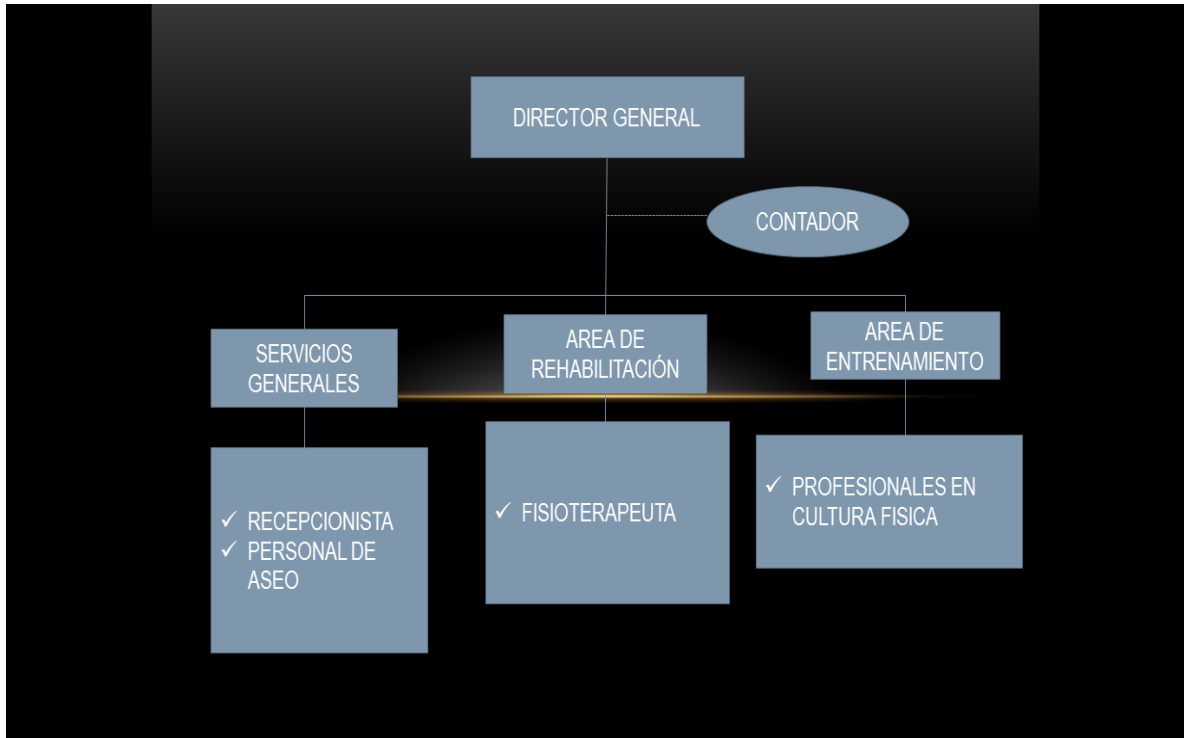 DIRECTOR GENERAL
CONTADOR
SERVICIOS
GENERALES
AREA DE
REHABILITACIÓN
AREA DE
ENTRENAMIENTO
✓ RECEPCIONISTA
✓ PERSONAL DE
ASEO
✓ FISIOTERAPEUTA
✓ PROFESIONALES EN
CULTURA FISICA